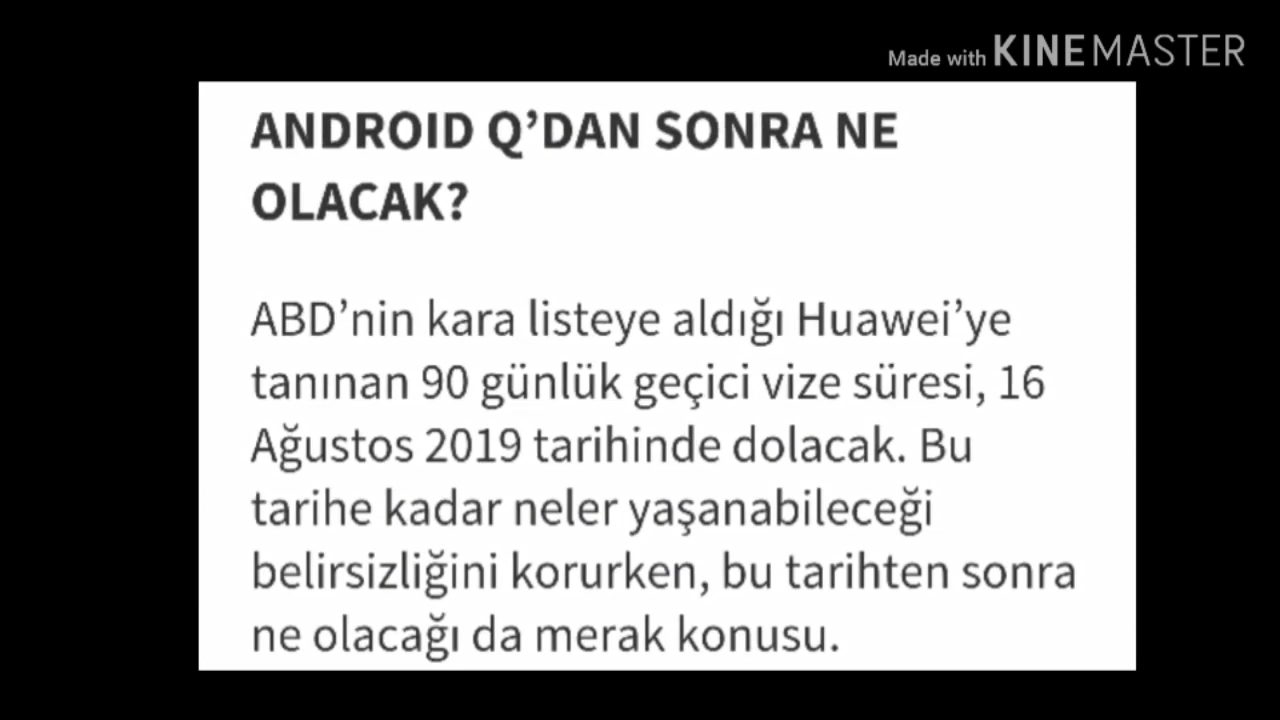 Made with KINEMASTER
ANDROID Q’DAN SONRA NE
OLACAK?
ABD’nin kara listeye aldığı Huawei’ye
tanınan 90 günlük geçici vize süresi, 16
Ağustos 2019 tarihinde dolacak. Bu
tarihe kadar neler yaşanabileceği
belirsizliğini korurken, bu tarihten sonra
ne olacağı da merak konusu.